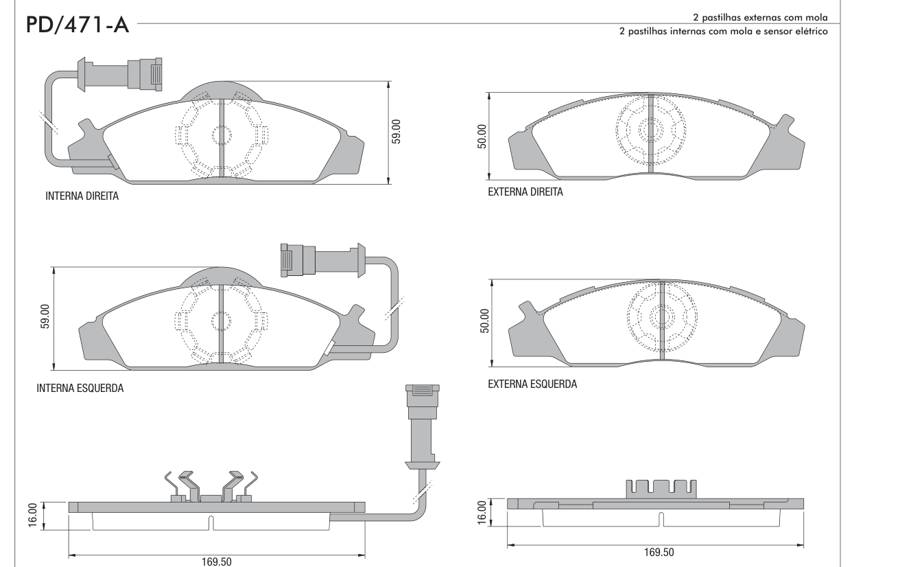 PD/471-A
2 pastilhas externas com mola
2 pastilhas internas com mola e sensor elétrico
59.00
50.00
INTERNA DIREITA
EXTERNA DIREITA
59.00
50.00
INTERNA ESQUERDA
EXTERNA ESQUERDA
16.00
16.00
169.50
169.50